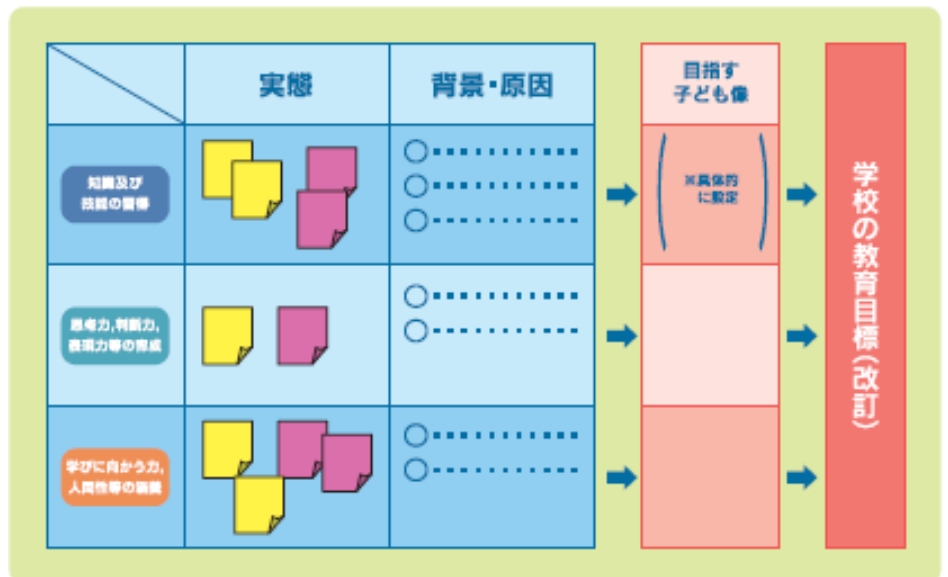 実態
背景・原因
目指す
子ども像
知識及び
技能の習得
※具体的
に設定
思考力,判断力,
表現力等の育成
学びに向かう力,
人間性等の涵養
学校の教育目標(改訂)